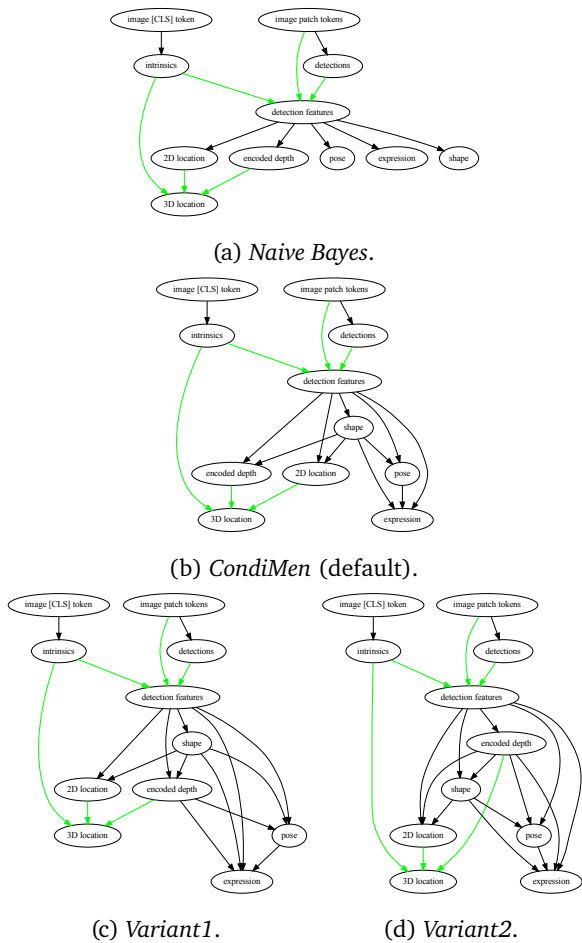 image [CLS] token
image patch tokens
intrinsics
detections
detection features
2D location
encoded depth
pose
expression
shape
3D location
(a) Naive Bayes.
image [CLS] token
image patch tokens
intrinsics
detections
detection features
shape
encoded depth
2D location
pose
3D location
expression
(b) CondiMen (default).
image [CLS] token
image patch tokens
intrinsics
detections
detection features
shape
2D location
encoded depth
3D location
pose
expression
(c) Variant1.
image [CLS] token
image patch tokens
intrinsics
detections
detection features
encoded depth
shape
2D location
pose
3D location
expression
(d) Variant2.